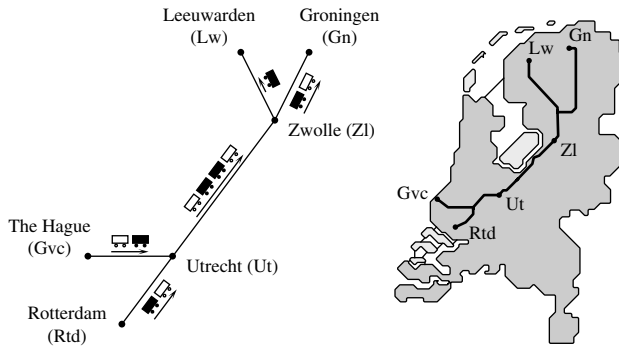 Leeuwarden
(Lw)
Groningen
(Gn)
Zwolle (Zl)
The Hague
(Gvc)
Utrecht (Ut)
Rotterdam
(Rtd)
Lw
Gn
Zl
Gvc
Ut
Rtd